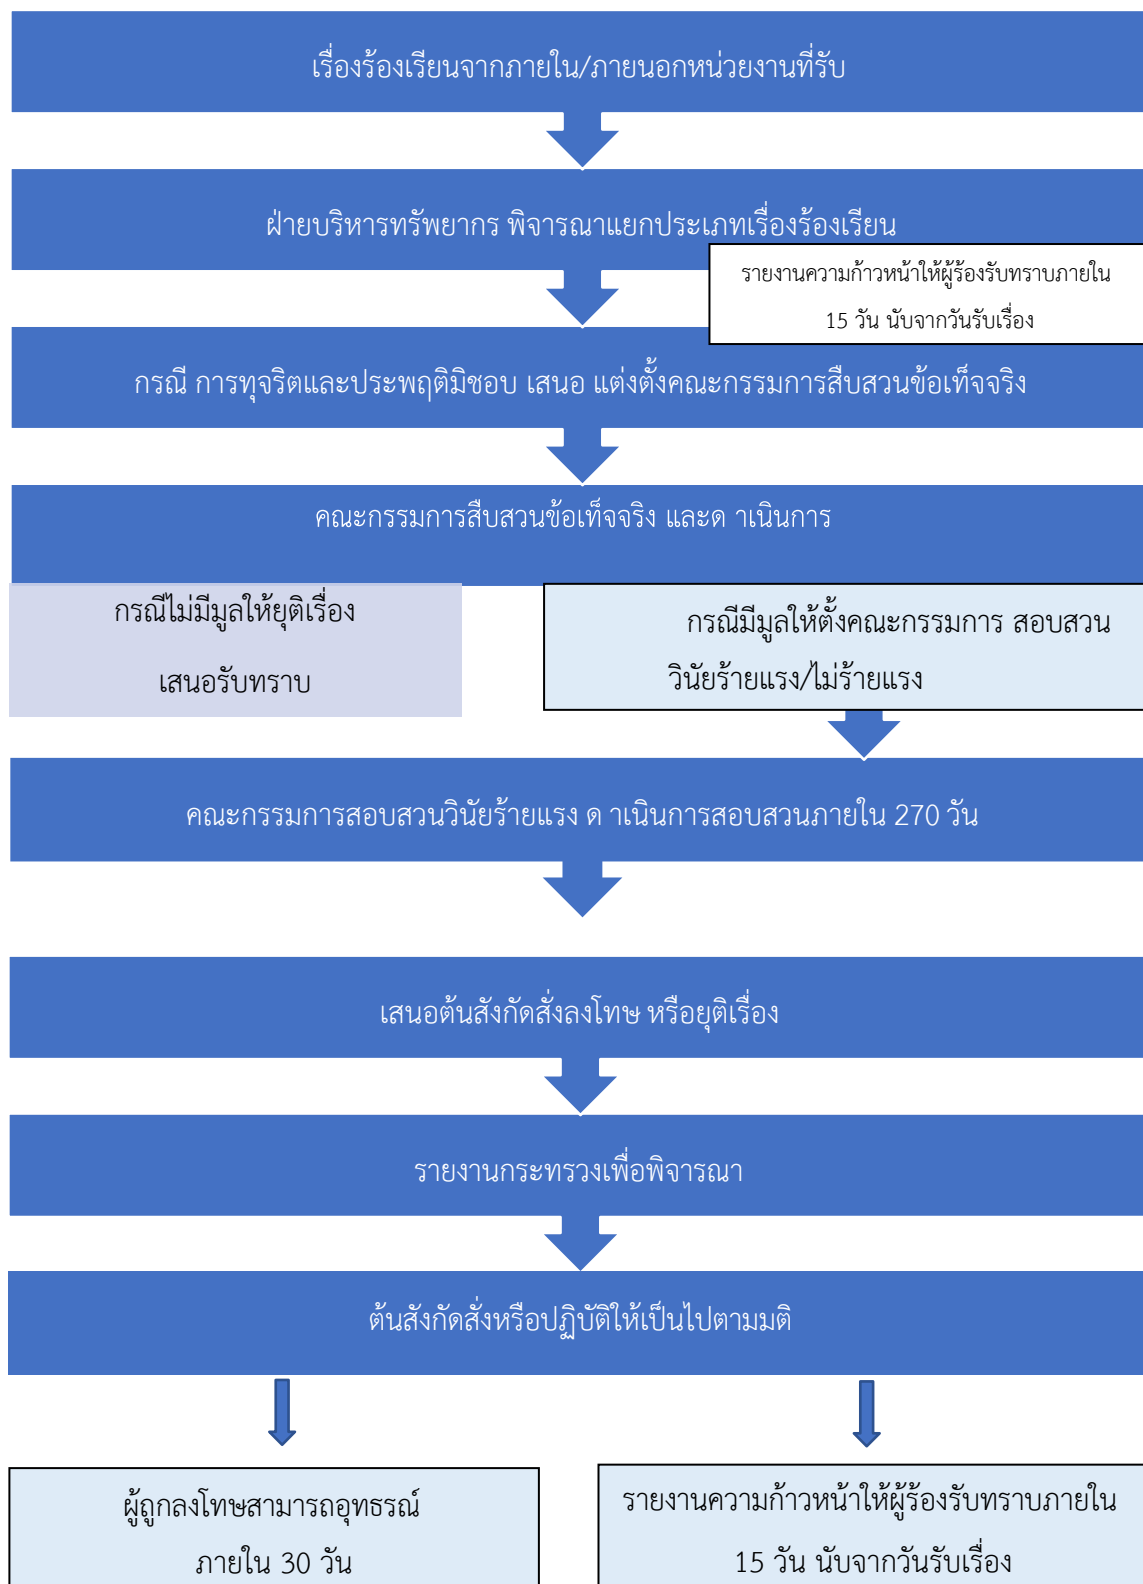 เรื่องร้องเรียนจากภายใน/ภายนอกหน่วยงานที่รับ
ฝ่ายบริหารทรัพยากร พิจารณาแยกประเภทเรื่องร้องเรียน
รายงานความก้าวหน้าให้ผู้ร้องรับทราบภายใน
15 วัน นับจากวันรับเรื่อง
กรณี การทุจริตและประพฤติมิชอบ เสนอ แต่งตั้งคณะกรรมการสืบสวนข้อเท็จจริง
คณะกรรมการสืบสวนข้อเท็จจริง และด าเนินการ
กรณีไม่มีมูลให้ยุติเรื่อง
เสนอรับทราบ
กรณีมีมูลให้ตั้งคณะกรรมการ สอบสวน
วินัยร้ายแรง/ไม่ร้ายแรง
คณะกรรมการสอบสวนวินัยร้ายแรง ด าเนินการสอบสวนภายใน 270 วัน
เสนอต้นสังกัดสั่งลงโทษ หรือยุติเรื่อง
รายงานกระทรวงเพื่อพิจารณา
ต้นสังกัดสั่งหรือปฏิบัติให้เป็นไปตามมติ
ผู้ถูกลงโทษสามารถอุทธรณ์
ภายใน 30 วัน
รายงานความก้าวหน้าให้ผู้ร้องรับทราบภายใน
15 วัน นับจากวันรับเรื่อง